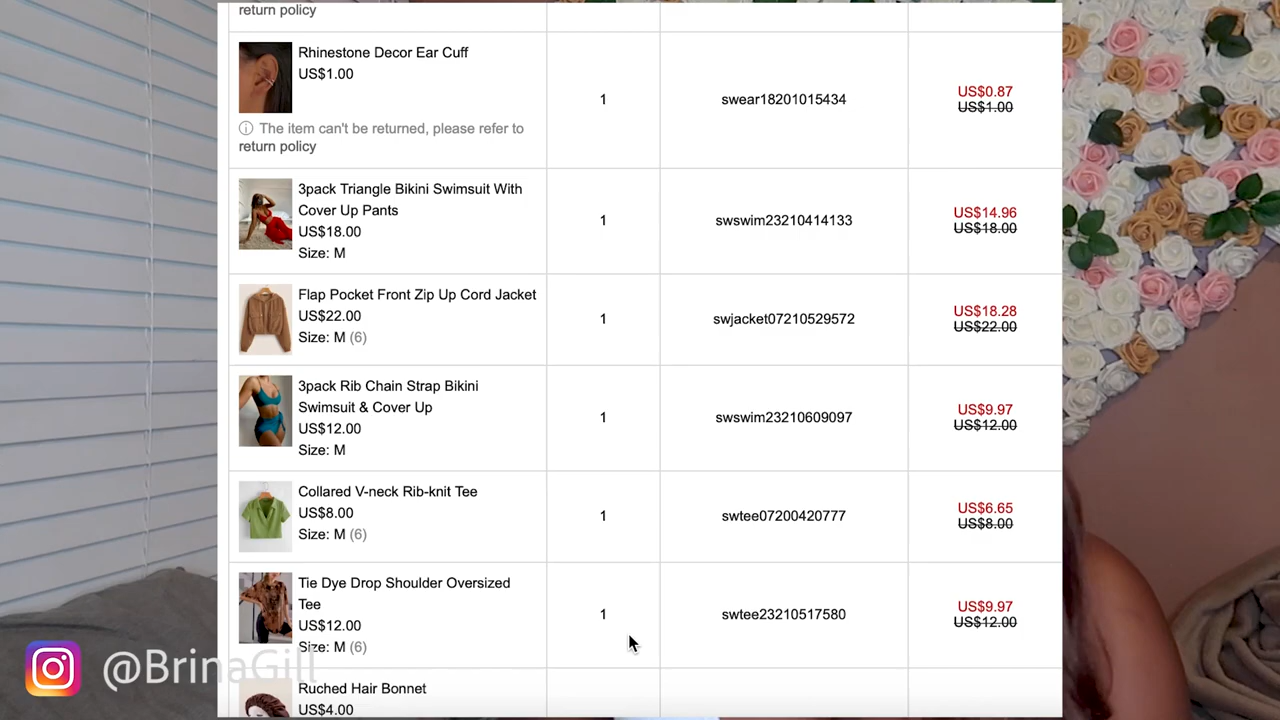 return policy
Rhinestone Decor Ear Cuff
US$1.00
ⓘ The item can't be returned, please refer to
return policy
1
swear18201015434
US$0.87
US$1.00
3pack Triangle Bikini Swimsuit With
Cover Up Pants
US$18.00
Size: M
1
swswim23210414133
US$14.96
US$18.00
Flap Pocket Front Zip Up Cord Jacket
US$22.00
Size: M (6)
1
swjacket07210529572
US$18.28
US$22.00
3pack Rib Chain Strap Bikini
Swimsuit & Cover Up
US$12.00
Size: M
1
swswim23210609097
US$9.97
US$12.00
Collared V-neck Rib-knit Tee
US$8.00
Size: M (6)
1
swtee07200420777
US$6.65
US$8.00
Tie Dye Drop Shoulder Oversized
Tee
US$12.00
Size: M (6)
1
swtee23210517580
US$9.97
US$12.00
Ruched Hair Bonnet
US$4.00
@BrinaGill